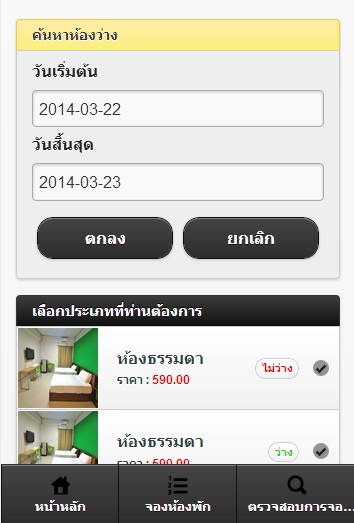 ค้นหาห้องว่าง
วันเริ่มต้น
2014-03-22
วันสิ้นสุด
2014-03-23
ตกลง ยกเลิก
เลือกประเภทที่ท่านต้องการ
ห้องธรรมดา
ราคา : 590.00
ไม่ว่าง
ห้องธรรมดา
ราคา : 590.00
ว่าง
หน้าหลัก จองห้องพัก ตรวจสอบการจอ...